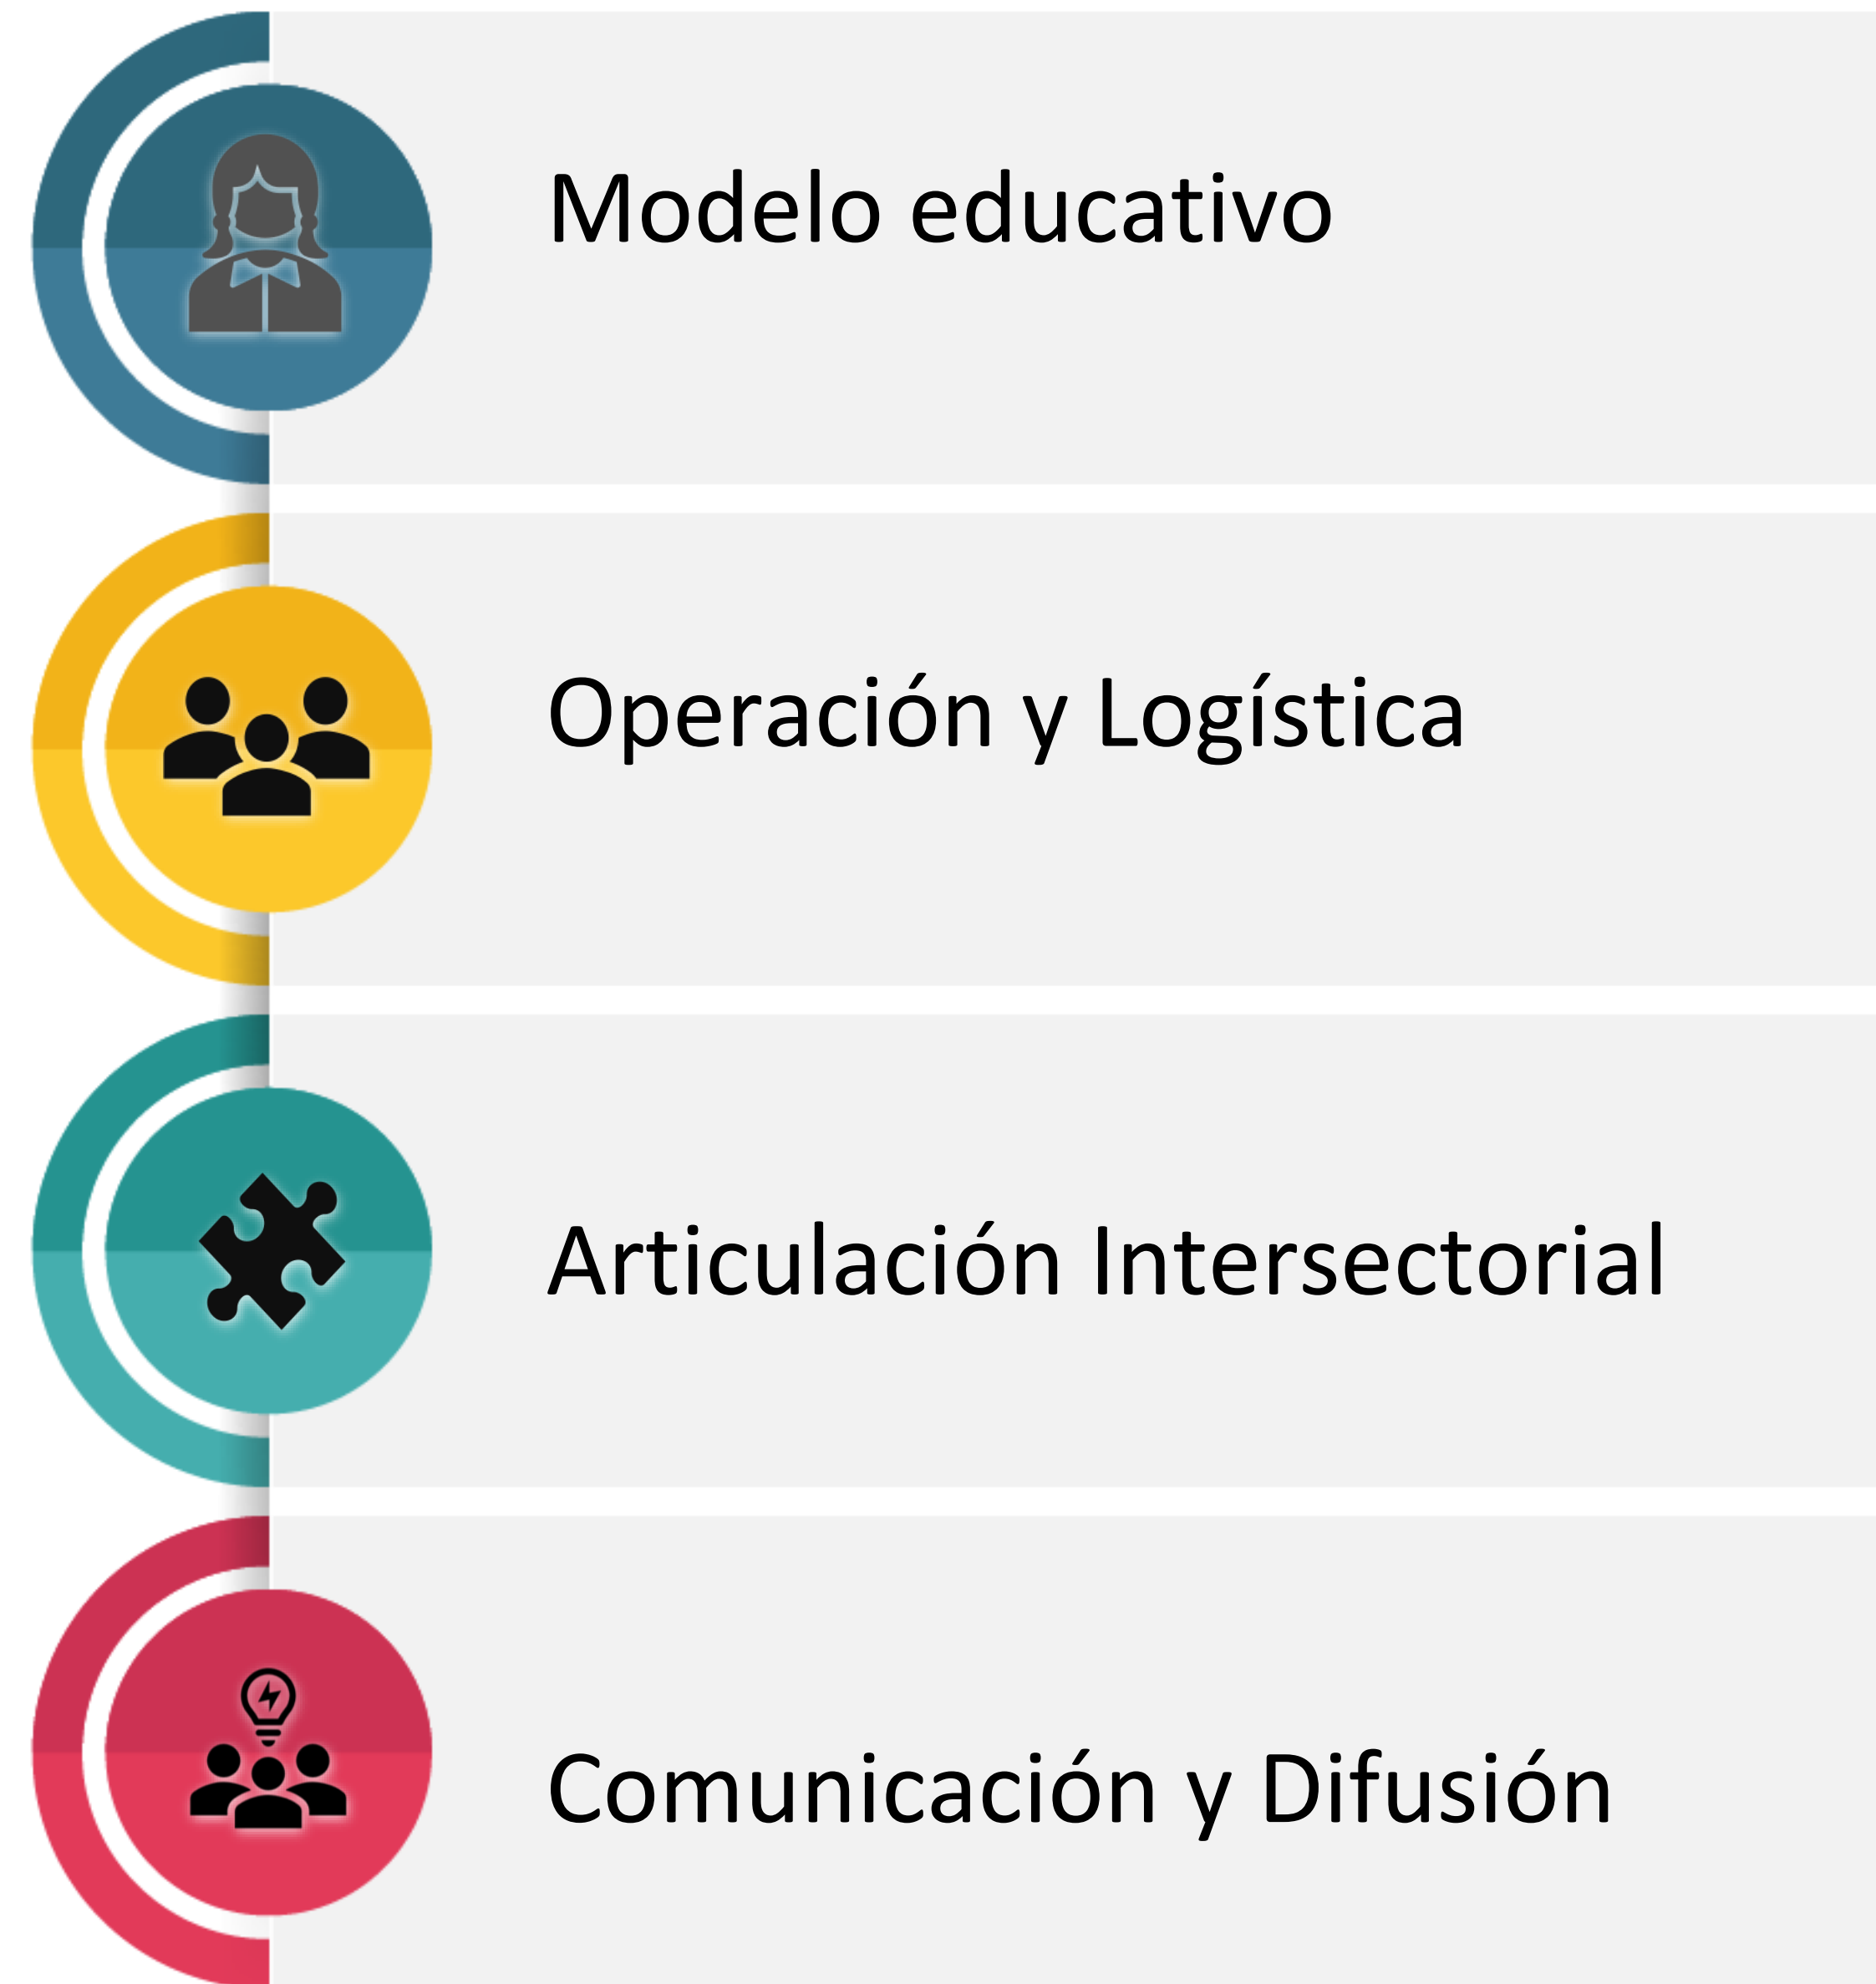 Modelo educativo
Operación y Logística
Articulación Intersectorial
Comunicación y Difusión